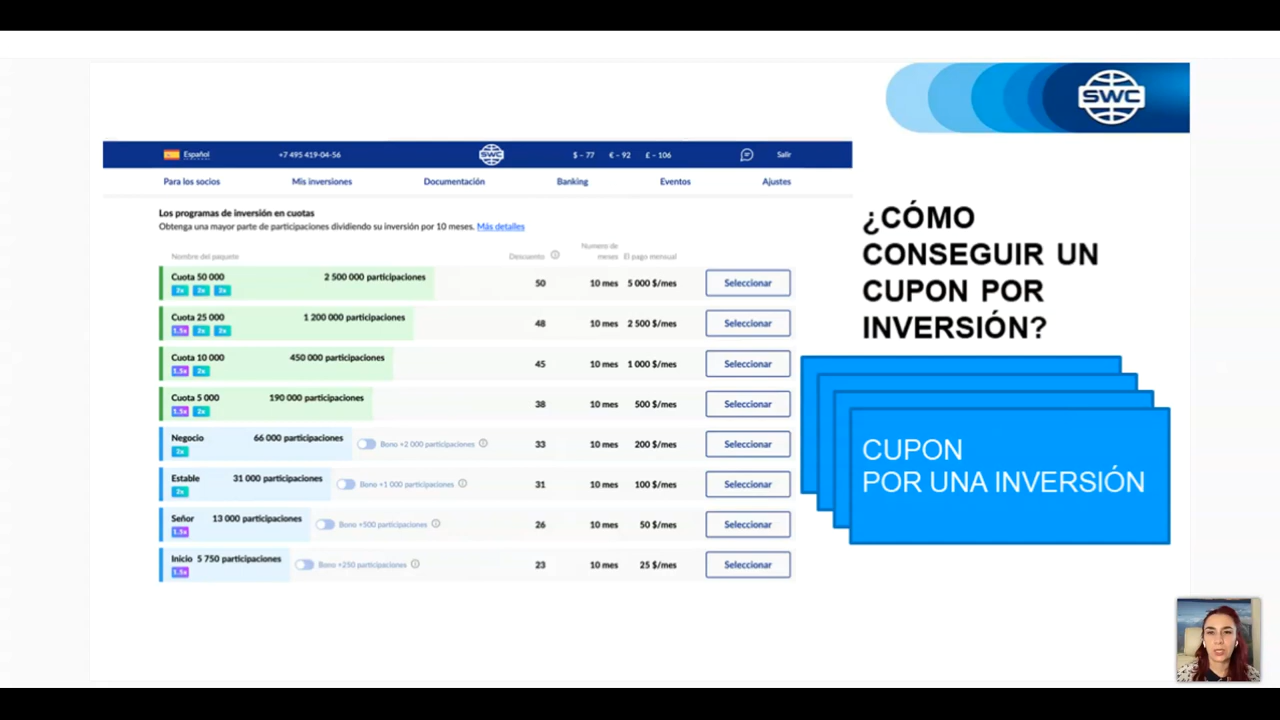 SWC
Español
+7 495 419-04-56
SWC
$ – 77 € – 92 £ – 106
Salir
Para los socios Mis inversiones Documentación Banking Eventos Ajustes
Los programas de inversión en cuotas
Obtenga una mayor parte de participaciones dividiendo su inversión por 10 meses. Más detalles
Nombre del paquete Descuento Numero de meses El pago mensual
Cuota 50 000 2 500 000 participaciones 50 10 mes 5 000 $/mes Seleccionar
2x 2x 2x
Cuota 25 000 1 200 000 participaciones 48 10 mes 2 500 $/mes Seleccionar
1.5x 2x 2x
Cuota 10 000 450 000 participaciones 45 10 mes 1 000 $/mes Seleccionar
1.5x 2x
Cuota 5 000 190 000 participaciones 38 10 mes 500 $/mes Seleccionar
1.5x 2x
Negocio 66 000 participaciones Bono +2 000 participaciones 33 10 mes 200 $/mes Seleccionar
2x
Estable 31 000 participaciones Bono +1 000 participaciones 31 10 mes 100 $/mes Seleccionar
2x
Señor 13 000 participaciones Bono +500 participaciones 26 10 mes 50 $/mes Seleccionar
1.5x
Inicio 5 750 participaciones Bono +250 participaciones 23 10 mes 25 $/mes Seleccionar
1.5x
¿CÓMO
CONSEGUIR UN
CUPON POR
INVERSIÓN?
CUPON
POR UNA INVERSIÓN